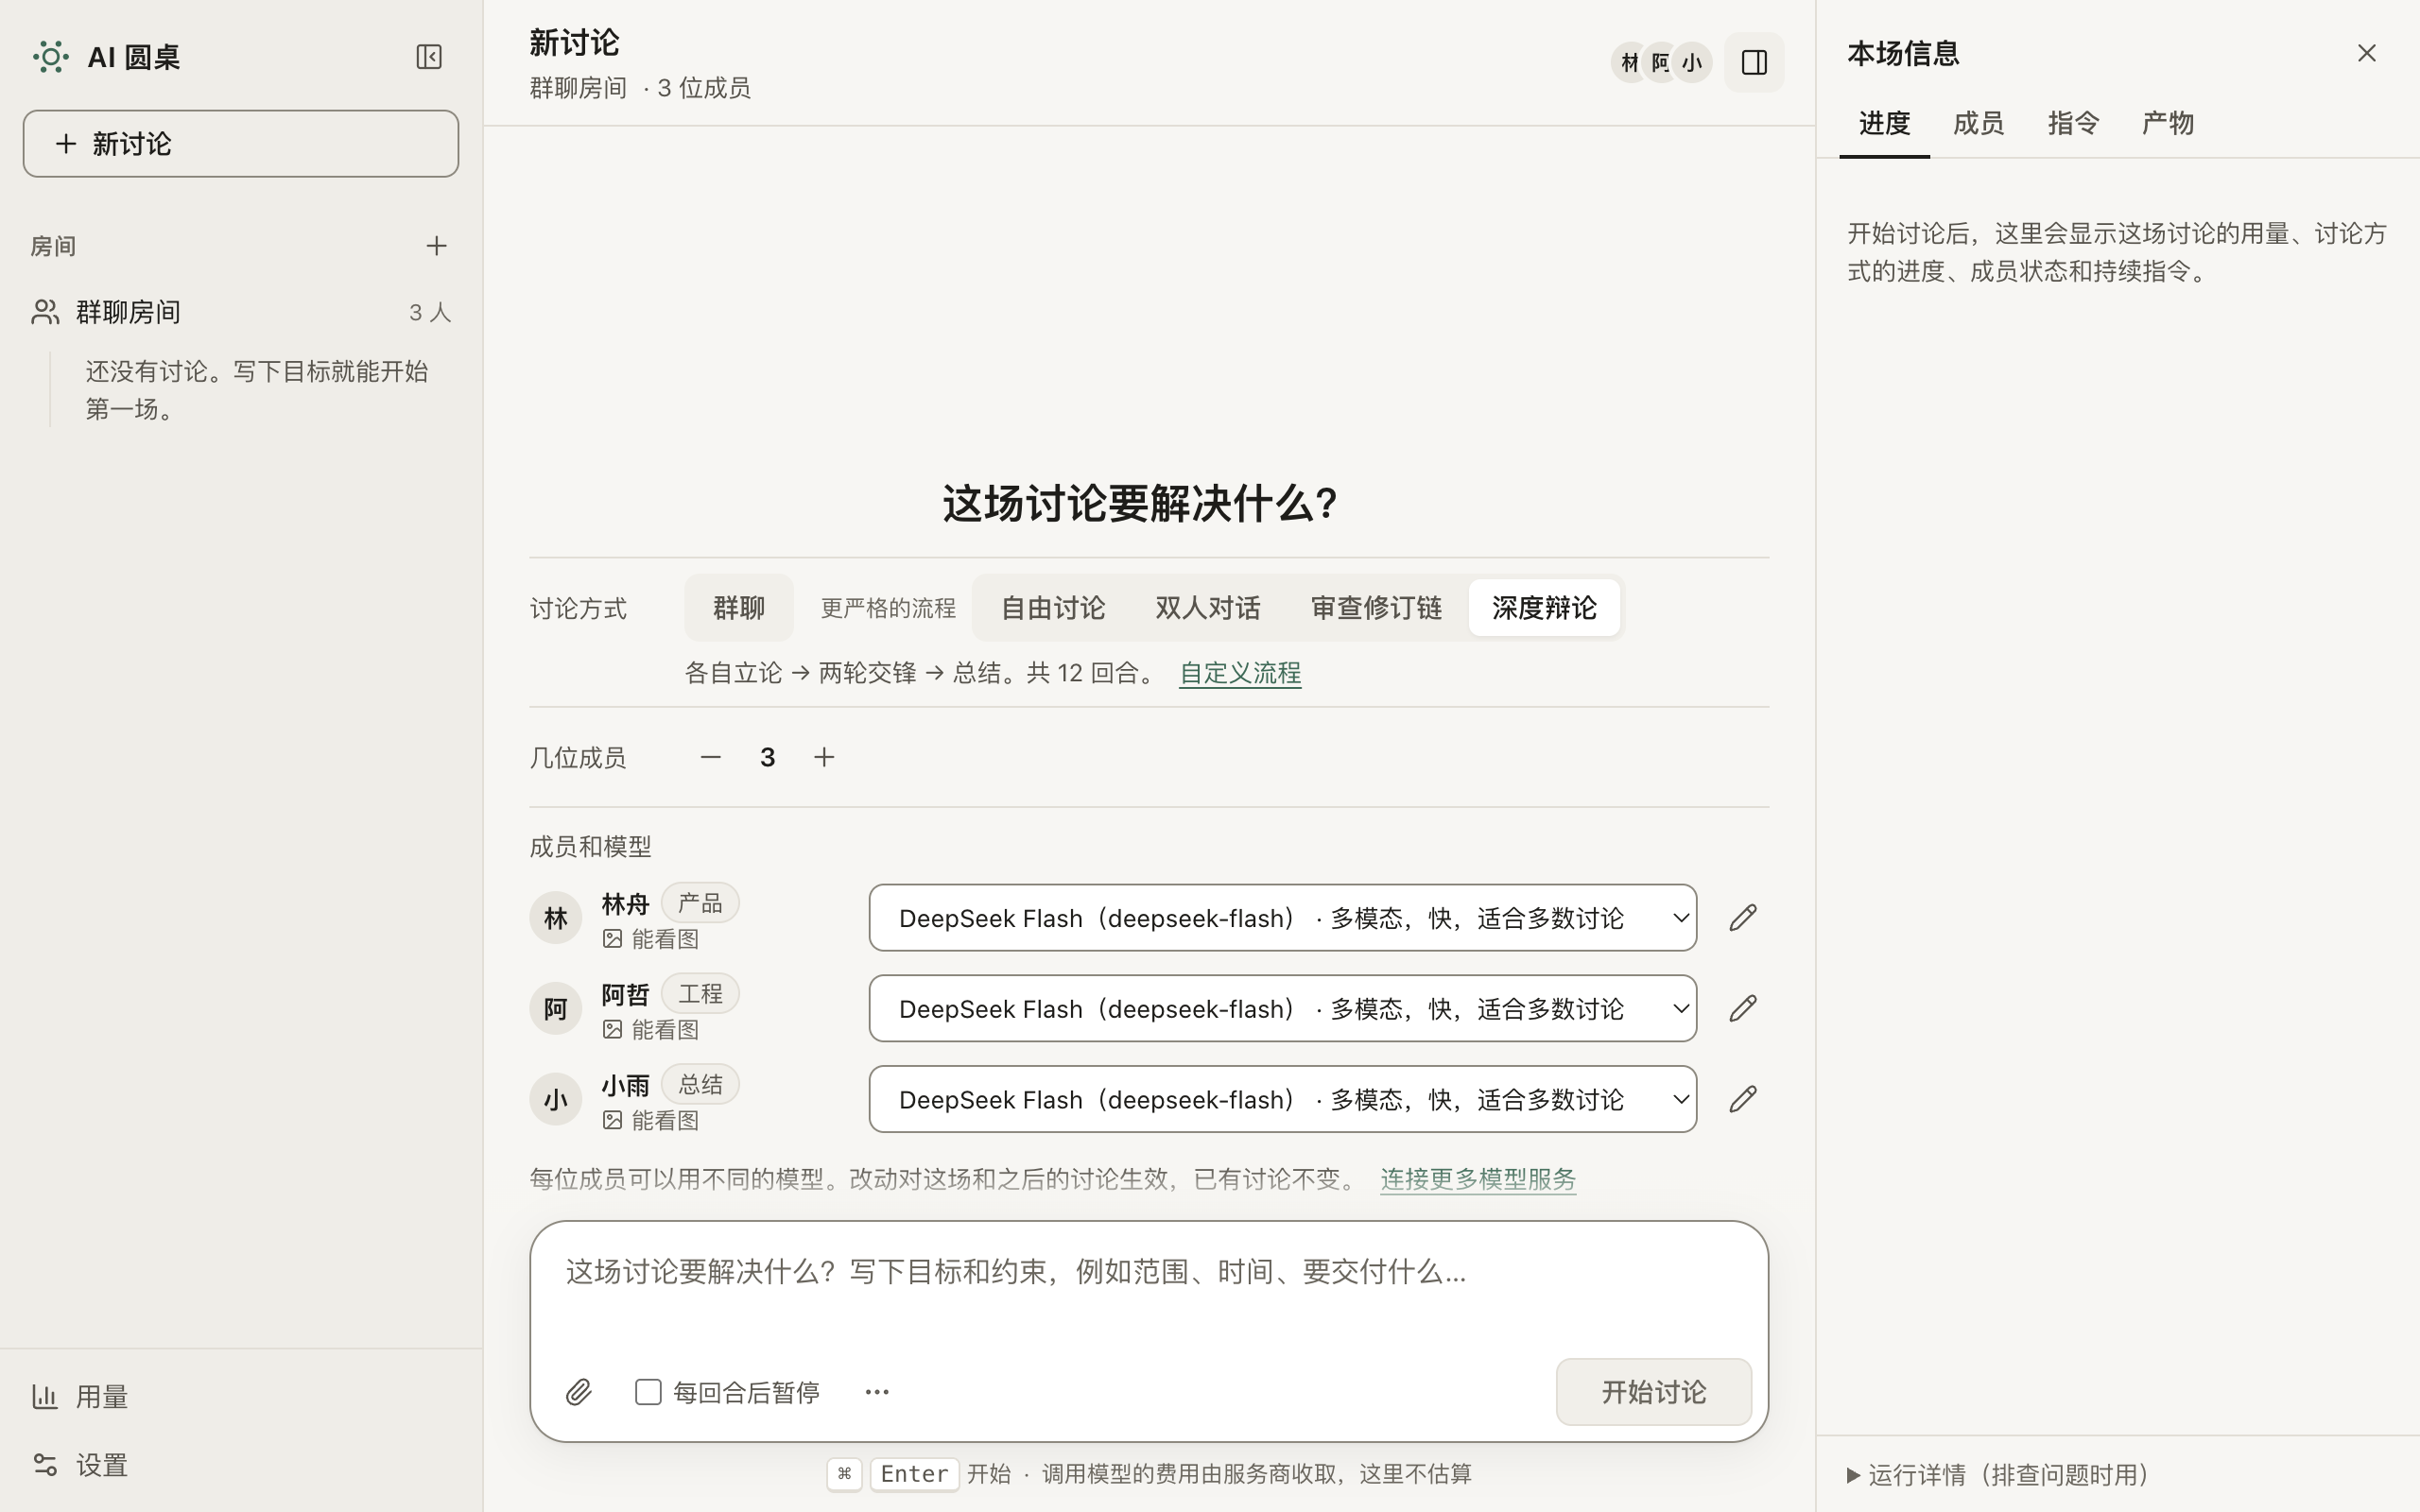 AI 圆桌
新讨论
房间
群聊房间 3 人
还没有讨论。写下目标就能开始
第一场。
用量
设置
新讨论
群聊房间 · 3 位成员
林 阿 小
这场讨论要解决什么?
讨论方式 群聊 更严格的流程 自由讨论 双人对话 审查修订链 深度辩论
各自立论 → 两轮交锋 → 总结。共 12 回合。 自定义流程
几位成员 3
成员和模型
林 林舟 产品
能看图
DeepSeek Flash（deepseek-flash） · 多模态，快，适合多数讨论
阿 阿哲 工程
能看图
DeepSeek Flash（deepseek-flash） · 多模态，快，适合多数讨论
小 小雨 总结
能看图
DeepSeek Flash（deepseek-flash） · 多模态，快，适合多数讨论
每位成员可以用不同的模型。改动对这场和之后的讨论生效，已有讨论不变。 连接更多模型服务
这场讨论要解决什么？写下目标和约束，例如范围、时间、要交付什么...
每回合后暂停
开始讨论
⌘ Enter 开始 · 调用模型的费用由服务商收取，这里不估算
本场信息
进度 成员 指令 产物
开始讨论后，这里会显示这场讨论的用量、讨论方
式的进度、成员状态和持续指令。
运行详情（排查问题时用）